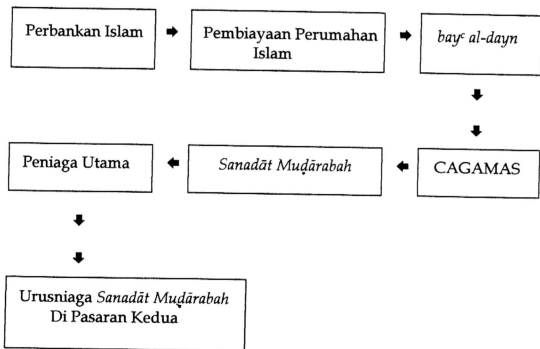 Perbankan Islam
Pembiayaan Perumahan
Islam
bayᶜ al-dayn
CAGAMAS
Sanadāt Muḍārabah
Peniaga Utama
Urusniaga Sanadāt Muḍārabah
Di Pasaran Kedua